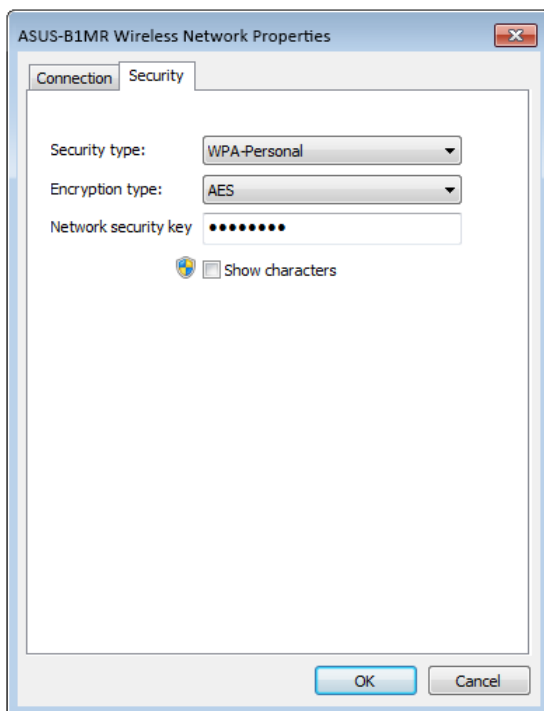 ASUS-B1MR Wireless Network Properties
Connection Security
Security type: WPA-Personal
Encryption type: AES
Network security key ●●●●●●●●
Show characters
OK Cancel